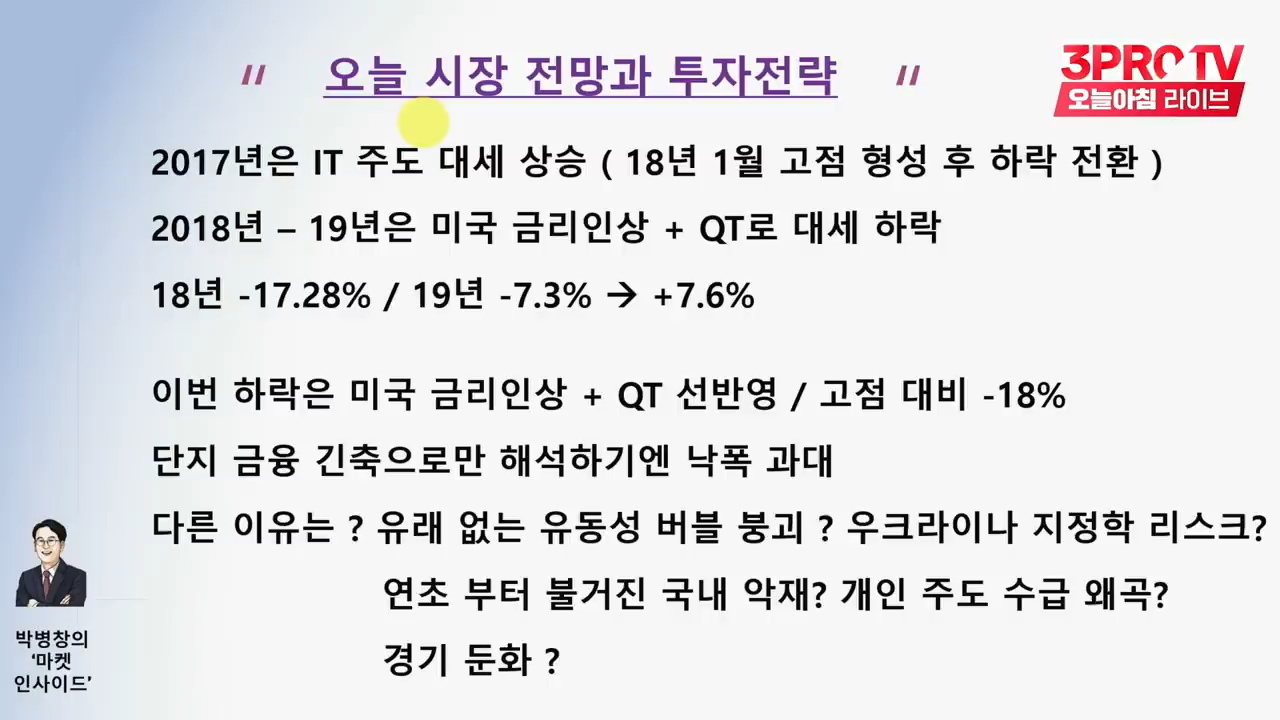 〃 오늘 시장 전망과 투자전략 〃
3PRO TV
오늘아침 라이브
2017년은 IT 주도 대세 상승 ( 18년 1월 고점 형성 후 하락 전환 )
2018년 – 19년은 미국 금리인상 + QT로 대세 하락
18년 -17.28% / 19년 -7.3% → +7.6%
이번 하락은 미국 금리인상 + QT 선반영 / 고점 대비 -18%
단지 금융 긴축으로만 해석하기엔 낙폭 과대
다른 이유는 ? 유래 없는 유동성 버블 붕괴 ? 우크라이나 지정학 리스크?
연초 부터 불거진 국내 악재? 개인 주도 수급 왜곡?
경기 둔화 ?
박병창의
‘마켓
인사이드’